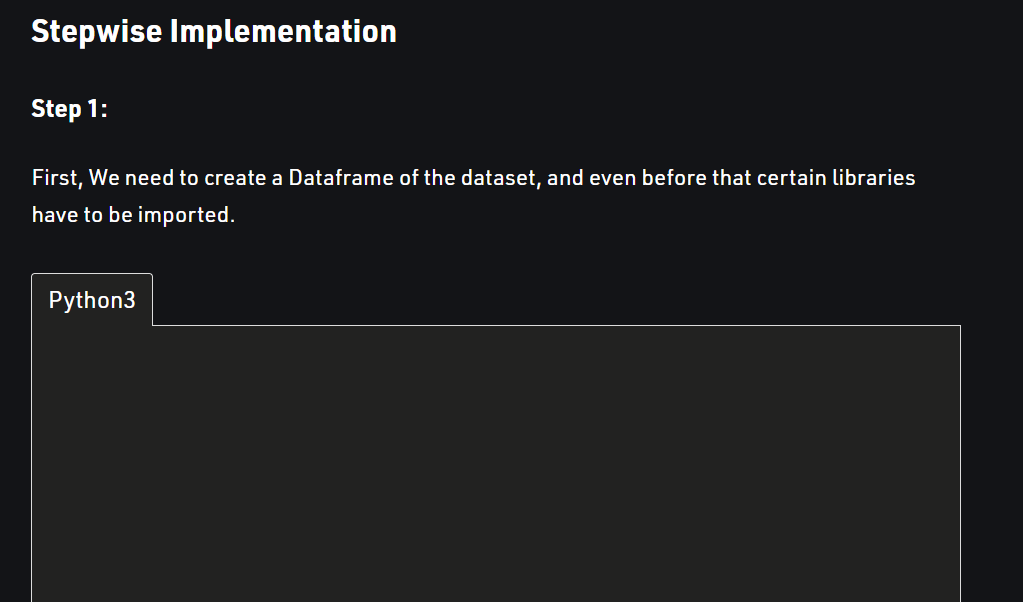 Stepwise Implementation
Step 1:
First, We need to create a Dataframe of the dataset, and even before that certain libraries
have to be imported.
Python3